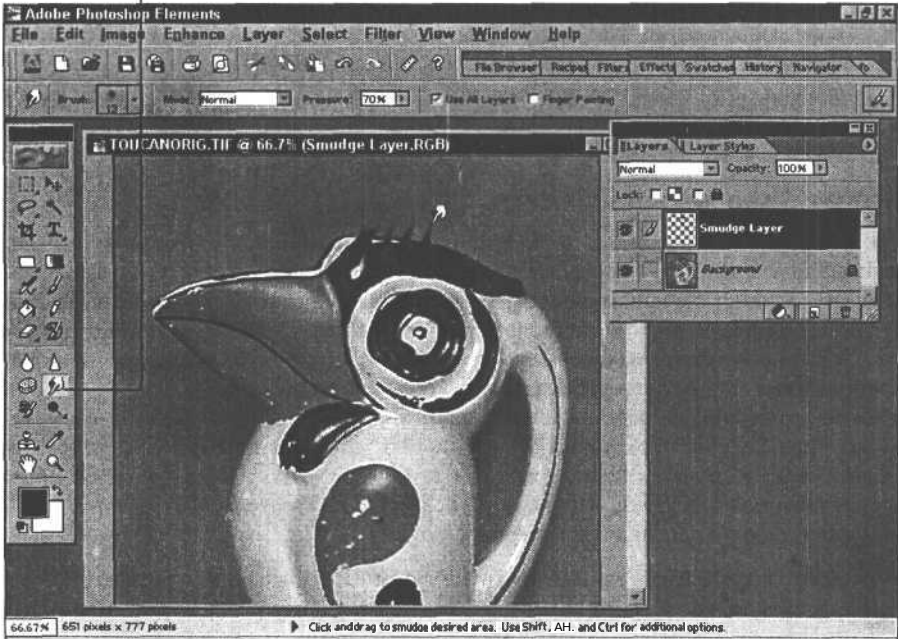 Adobe Photoshop Elements
File Edit Image Enhance Layer Select Filter View Window Help
File Browser Recipes Filters Effects Swatches History Navigator
Brush: 13 Mode: Normal Pressure: 70% Use All Layers Finger Painting
TOUCANORIG.TIF @ 66.7% (Smudge Layer,RGB)
Layers Layer Styles
Normal Opacity: 100%
Lock:
Smudge Layer
Background
66.67% 651 pixels x 777 pixels Click anddrag to smudge desired area. Use Shift, AH. and Ctrl for additional options.